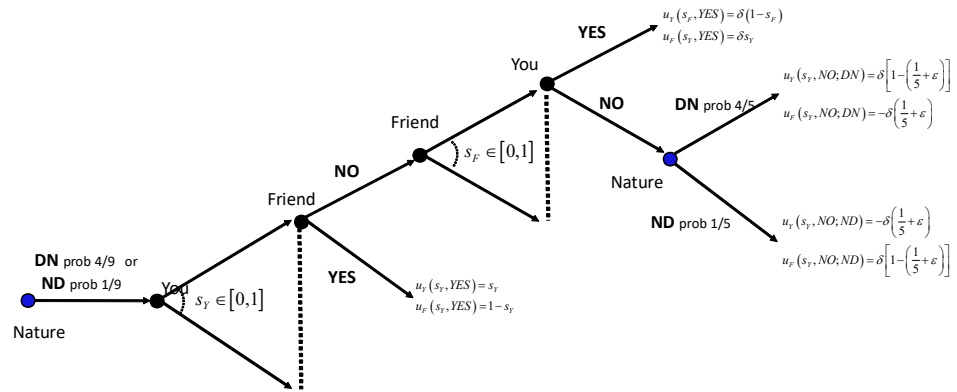 YES
u_Y(s_F, YES) = δ(1−s_F)
u_F(s_Y, YES) = δs_Y
You
NO
DN prob 4/5
u_Y(s_Y, NO; DN) = δ[1−(1/5+ε)]
u_F(s_Y, NO; DN) = −δ(1/5+ε)
Friend
s_F ∈ [0,1]
Nature
NO
Friend
ND prob 1/5
u_Y(s_Y, NO; ND) = −δ(1/5+ε)
u_F(s_Y, NO; ND) = δ[1−(1/5+ε)]
DN prob 4/9 or
ND prob 1/9
You
s_Y ∈ [0,1]
YES
u_Y(s_Y, YES) = s_Y
u_F(s_Y, YES) = 1−s_Y
Nature